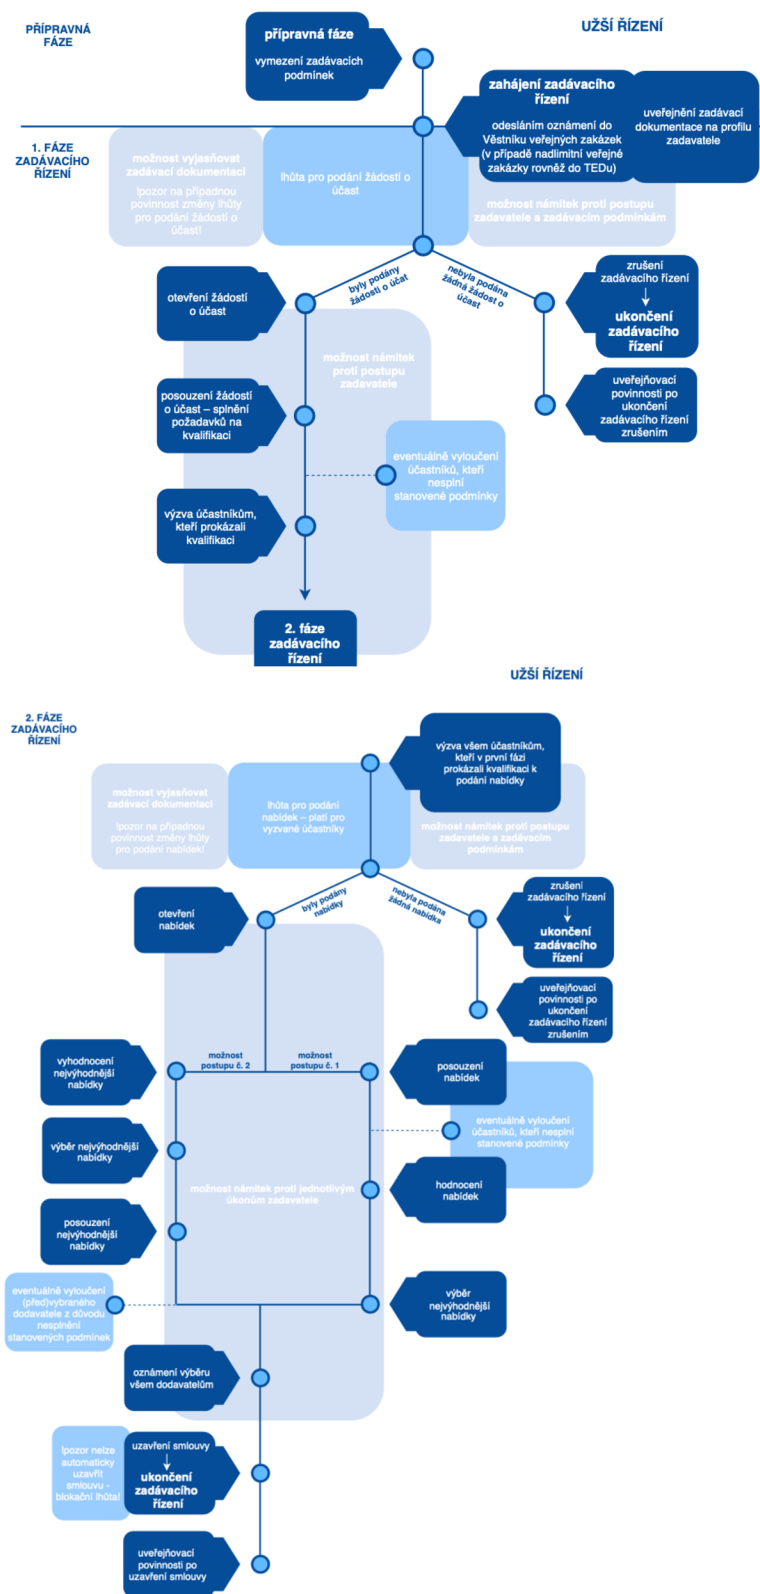 PŘÍPRAVNÁ
FÁZE
UŽŠÍ ŘÍZENÍ
přípravná fáze
vymezení zadávacích
podmínek
zahájení zadávacího
řízení
odesláním oznámení do
Věstníku veřejných zakázek
(v případě nadlimitní veřejné
zakázky rovněž do TEDu)
uveřejnění zadávací
dokumentace na profilu
zadavatele
1. FÁZE
ZADÁVACÍHO
ŘÍZENÍ
možnost vyjasňovat
zadávací dokumentaci
!pozor na případnou
povinnost změny lhůty
pro podání žádostí o
účast!
lhůta pro podání žádostí o
účast
možnost námitek proti postupu
zadavatele a zadávacím podmínkám
byly podány
žádosti o účat
nebyla podána
žádná žádost o
účast
otevření žádostí
o účast
zrušení
zadávacího řízení
ukončení
zadávacího
řízení
možnost námitek
proti postupu
zadavatele
uveřejňovací
povinnosti po
ukončení
zadávacího řízení
zrušením
posouzení žádostí
o účast – splnění
požadavků na
kvalifikaci
eventuálně vyloučení
účastníků, kteří
nesplní
stanovené podmínky
výzva účastníkům,
kteří prokázali
kvalifikaci
2. fáze
zadávacího
řízení
UŽŠÍ ŘÍZENÍ
2. FÁZE
ZADÁVACÍHO
ŘÍZENÍ
výzva všem účastníkům,
kteří v první fázi
prokázali kvalifikaci k
podání nabídky
možnost vyjasňovat
zadávací dokumentaci
!pozor na případnou
povinnost změny lhůty
pro podání nabídek!
lhůta pro podání
nabídek – platí pro
vyzvané účastníky
možnost námitek proti postupu
zadavatele a zadávacím
podmínkám
byly podány
nabídky
nebyla podána
žádná nabídka
otevření
nabídek
zrušení
zadávacího řízení
ukončení
zadávacího
řízení
uveřejňovací
povinnosti po
ukončení
zadávacího řízení
zrušením
možnost
postupu č. 2
možnost
postupu č. 1
vyhodnocení
nejvýhodnější
nabídky
posouzení
nabídek
eventuálně vyloučení
účastníků, kteří nesplní
stanovené podmínky
výběr nejvýhodnější
nabídky
možnost námitek proti jednotlivým
úkonům zadavatele
hodnocení
nabídek
posouzení
nejvýhodnější
nabídky
eventuálně vyloučení
(před)vybraného
dodavatele z důvodu
nesplnění
stanovených podmínek
výběr
nejvýhodnější
nabídky
oznámení výběru
všem dodavatelům
!pozor nelze
automaticky
uzavřít
smlouvu -
blokační lhůta!
uzavření smlouvy
ukončení
zadávacího
řízení
uveřejňovací
povinnosti po
uzavření smlouvy